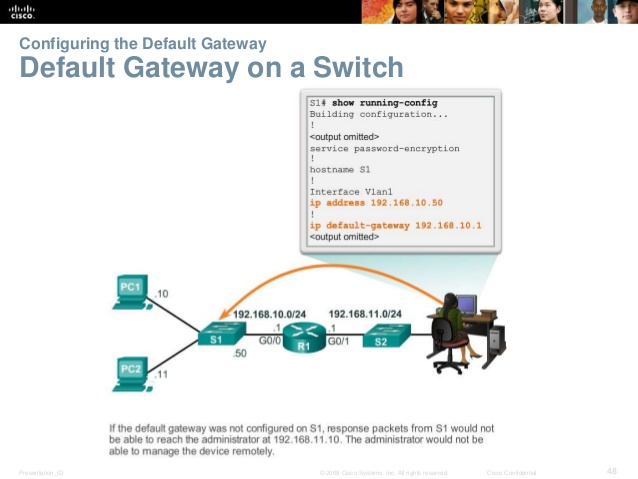 CISCO.
Configuring the Default Gateway
Default Gateway on a Switch
S1# show running-config
Building configuration...
!
<output omitted>
service password-encryption
!
hostname S1
!
Interface Vlan1
ip address 192.168.10.50
!
ip default-gateway 192.168.10.1
<output omitted>
PC1
.10
192.168.10.0/24
192.168.11.0/24
.1
.1
S1
G0/0
R1
G0/1
S2
.50
PC2
.11
If the default gateway was not configured on S1, response packets from S1 would not
be able to reach the administrator at 192.168.11.10. The administrator would not be
able to manage the device remotely.
Presentation_ID
© 2008 Cisco Systems, Inc. All rights reserved.
Cisco Confidential
48